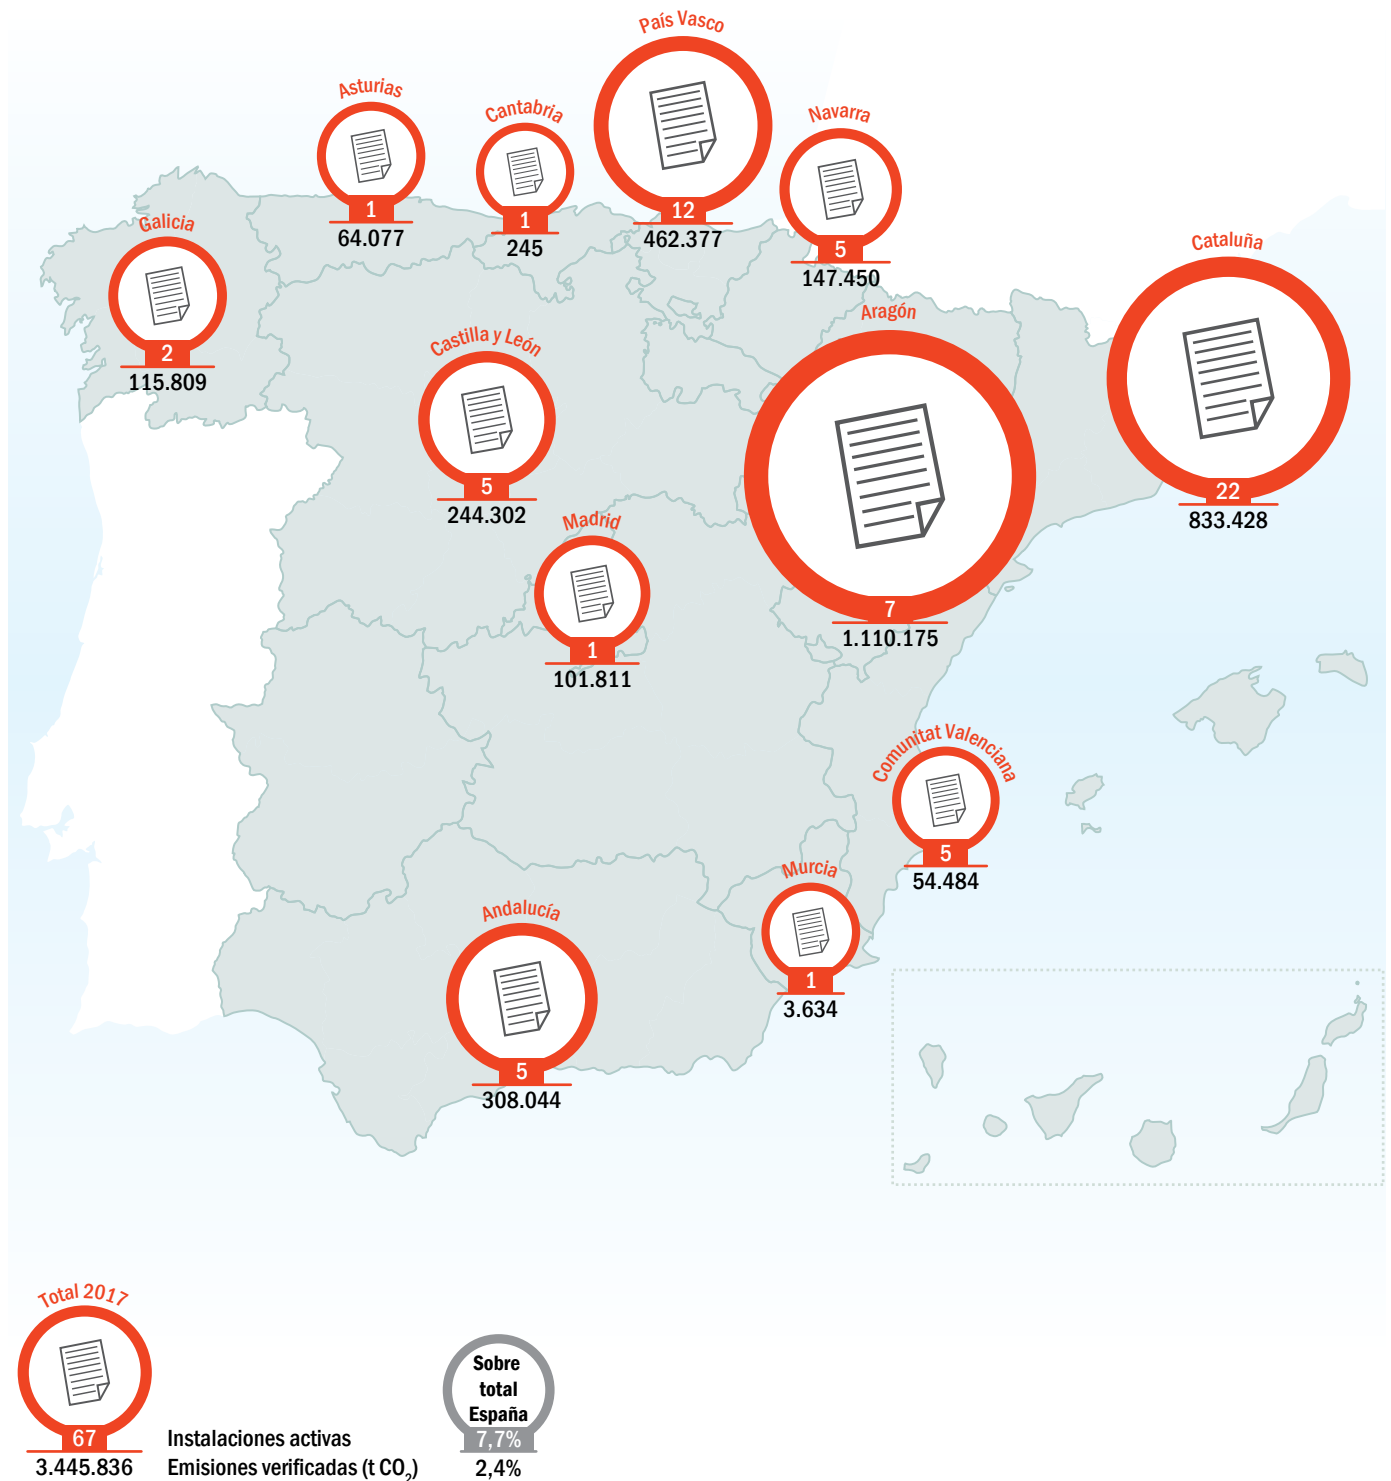 País Vasco
12
462.377
Asturias
1
64.077
Cantabria
1
245
Navarra
5
147.450
Galicia
2
115.809
Cataluña
22
833.428
Aragón
7
1.110.175
Castilla y León
5
244.302
Madrid
1
101.811
Comunitat Valenciana
5
54.484
Murcia
1
3.634
Andalucía
5
308.044
Total 2017
67
3.445.836
Instalaciones activas
Emisiones verificadas (t CO₂)
Sobre
total
España
7,7%
2,4%